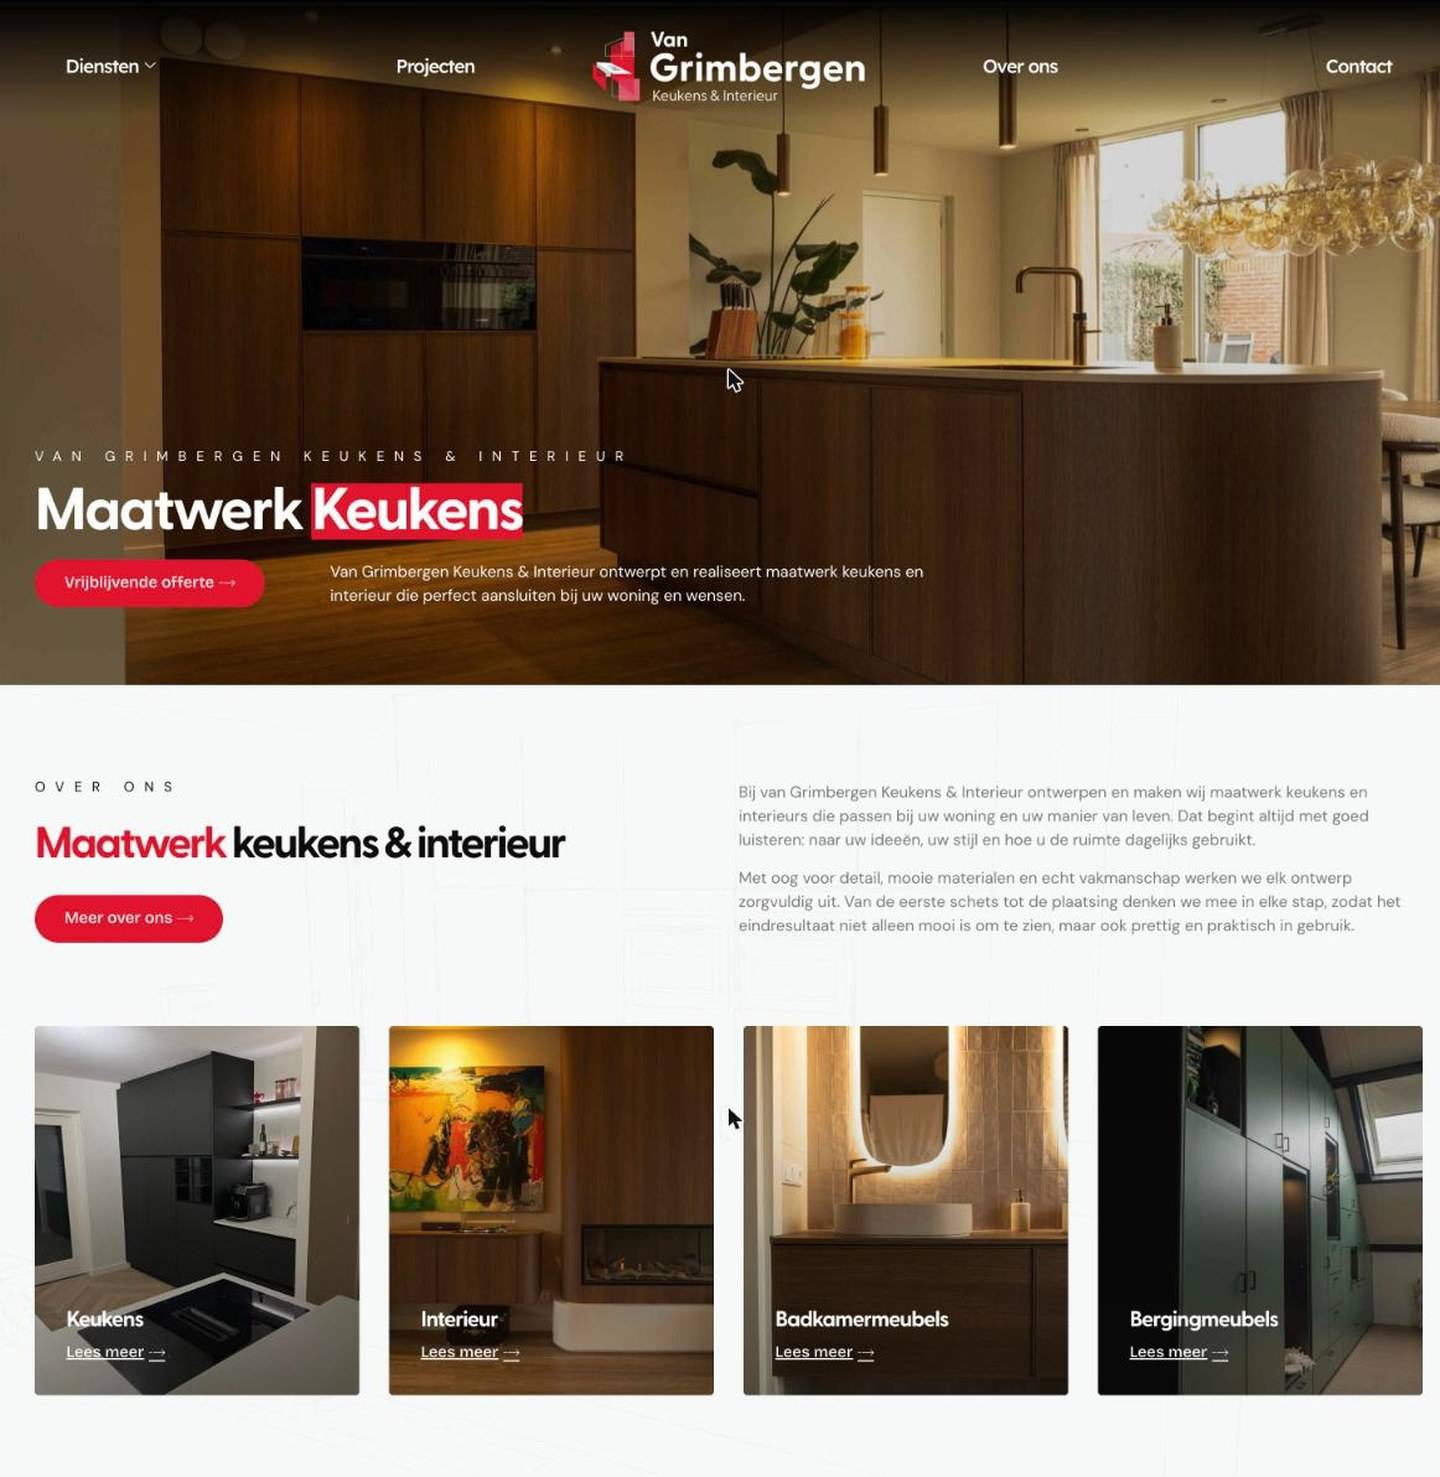 Diensten
Projecten
Van
Grimbergen
Keukens & Interieur
Over ons
Contact
VAN GRIMBERGEN KEUKENS & INTERIEUR
Maatwerk Keukens
Vrijblijvende offerte →
Van Grimbergen Keukens & Interieur ontwerpt en realiseert maatwerk keukens en
interieur die perfect aansluiten bij uw woning en wensen.
OVER ONS
Maatwerk keukens & interieur
Meer over ons →
Bij van Grimbergen Keukens & Interieur ontwerpen en maken wij maatwerk keukens en
interieurs die passen bij uw woning en uw manier van leven. Dat begint altijd met goed
luisteren: naar uw ideeën, uw stijl en hoe u de ruimte dagelijks gebruikt.
Met oog voor detail, mooie materialen en echt vakmanschap werken we elk ontwerp
zorgvuldig uit. Van de eerste schets tot de plaatsing denken we mee in elke stap, zodat het
eindresultaat niet alleen mooi is om te zien, maar ook prettig en praktisch in gebruik.
Keukens
Lees meer →
Interieur
Lees meer →
Badkamermeubels
Lees meer →
Bergingmeubels
Lees meer →